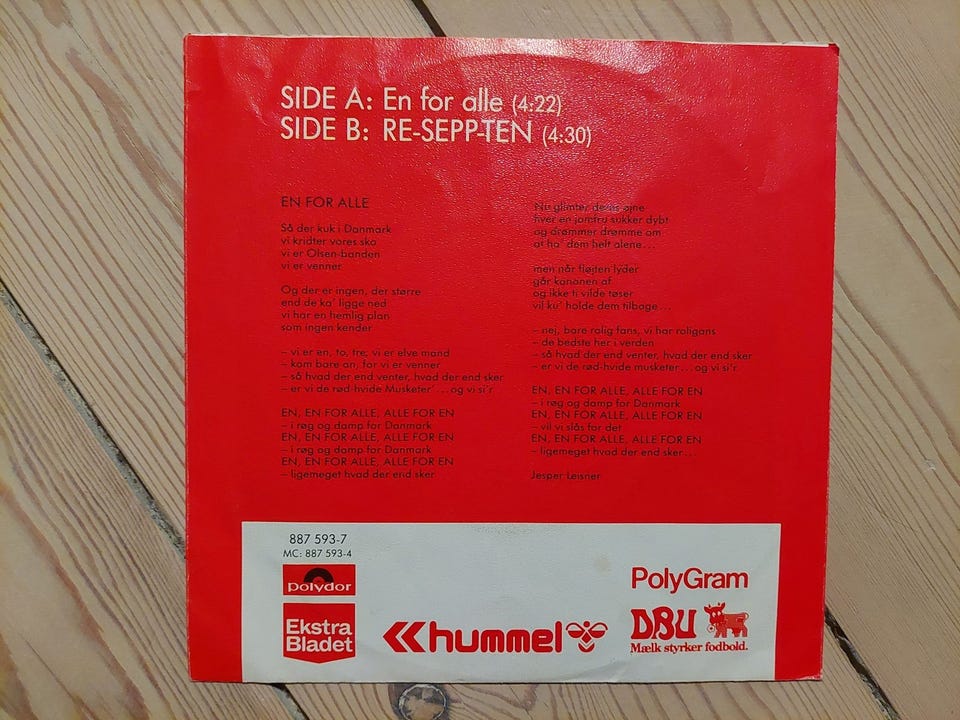 SIDE A: En for alle (4:22)
SIDE B: RE-SEPP-TEN (4:30)
EN FOR ALLE
Så der kuk i Danmark
vi kridter vores sko
vi er Olsen-banden
vi er venner
Og der er ingen, der større
end de ka' ligge ned
vi har en hemlig plan
som ingen kender
– vi er en, to, tre, vi er elve mand
– kom bare an, for vi er venner
– så hvad der end venter, hvad der end sker
– er vi de rød-hvide Musketer'... og vi si'r
EN, EN FOR ALLE, ALLE FOR EN
– i røg og damp for Danmark
EN, EN FOR ALLE, ALLE FOR EN
– i røg og damp for Danmark
EN, EN FOR ALLE, ALLE FOR EN
– ligemeget hvad der end sker
Nu glimter deres øjne
hver en jomfru sukker dybt
og drømmer drømme om
at ha' dem helt alene...
men når fløjten lyder
går kanonen af
og ikke ti vilde tøser
vil ku' holde dem tilbage...
– nej, bare rolig fans, vi har roligans
– de bedste her i verden
– så hvad der end venter, hvad der end sker
– er vi de rød-hvide musketer... og vi si'r
EN, EN FOR ALLE, ALLE FOR EN
– i røg og damp for Danmark
EN, EN FOR ALLE, ALLE FOR EN
– vil vi slås for det
EN, EN FOR ALLE, ALLE FOR EN
– ligemeget hvad der end sker...
Jesper Leisner
887 593-7
MC: 887 593-4
polydor
Ekstra
Bladet
hummel
PolyGram
DBU
Mælk styrker fodbold.